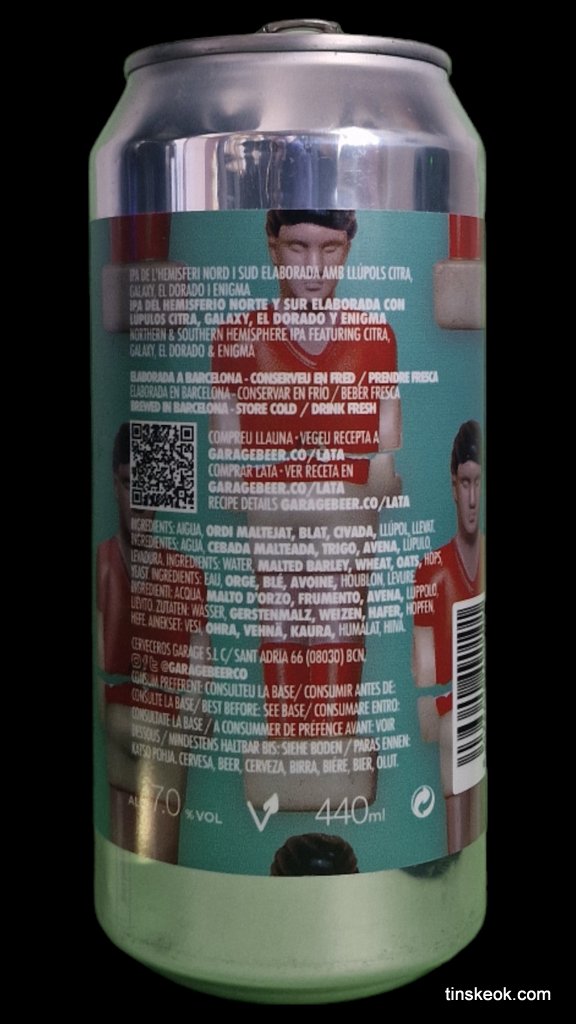 IPA DE L'HEMISFERI NORD I SUD ELABORADA AMB LLÚPOLS CITRA,
GALAXY, EL DORADO I ENIGMA
IPA DEL HEMISFERIO NORTE Y SUR ELABORADA CON
LÚPULOS CITRA, GALAXY, EL DORADO Y ENIGMA
NORTHERN & SOUTHERN HEMISPHERE IPA FEATURING CITRA,
GALAXY, EL DORADO & ENIGMA
ELABORADA A BARCELONA - CONSERVEU EN FRED / PRENDRE FRESCA
ELABORADA EN BARCELONA - CONSERVAR EN FRIO / BEBER FRESCA
BREWED IN BARCELONA - STORE COLD / DRINK FRESH
COMPREU LLAUNA - VEGEU RECEPTA A
GARAGEBEER.CO/LATA
COMPRAR LATA - VER RECETA EN
GARAGEBEER.CO/LATA
RECIPE DETAILS GARAGEBEER.CO/LATA
INGREDIENTS: AIGUA, ORDI MALTEJAT, BLAT, CIVADA, LLÚPOL, LLEVAT.
INGREDIENTES: AGUA, CEBADA MALTEADA, TRIGO, AVENA, LÚPULO,
LEVADURA. INGREDIENTS: WATER, MALTED BARLEY, WHEAT, OATS, HOPS,
YEAST. INGREDIENTS: EAU, ORGE, BLÉ, AVOINE, HOUBLON, LEVURE.
INGREDIENTI: ACQUA, MALTO D'ORZO, FRUMENTO, AVENA, LUPPOLO,
LIEVITO. ZUTATEN: WASSER, GERSTENMALZ, WEIZEN, HAFER, HOPFEN,
HEFE. AINEKSET: VESI, OHRA, VEHNÄ, KAURA, HUMALAT, HIIVA.
CERVECEROS GARAGE S.L C/ SANT ADRIA 66 (08030) BCN.
@GARAGEBEERCO
CONSUM PREFERENT: CONSULTEU LA BASE/ CONSUMIR ANTES DE:
CONSULTE LA BASE/ BEST BEFORE: SEE BASE/ CONSUMARE ENTRO:
CONSULTATE LA BASE / A CONSUMMER DE PRÉFENCE AVANT: VOIR
DESSOUS / MINDESTENS HALTBAR BIS: SIEHE BODEN / PARAS ENNEN:
KATSO POHJA. CERVESA, BEER, CERVEZA, BIRRA, BIÈRE, BIER, OLUT.
ALC 7.0 % VOL
440ml
tinskeok.com